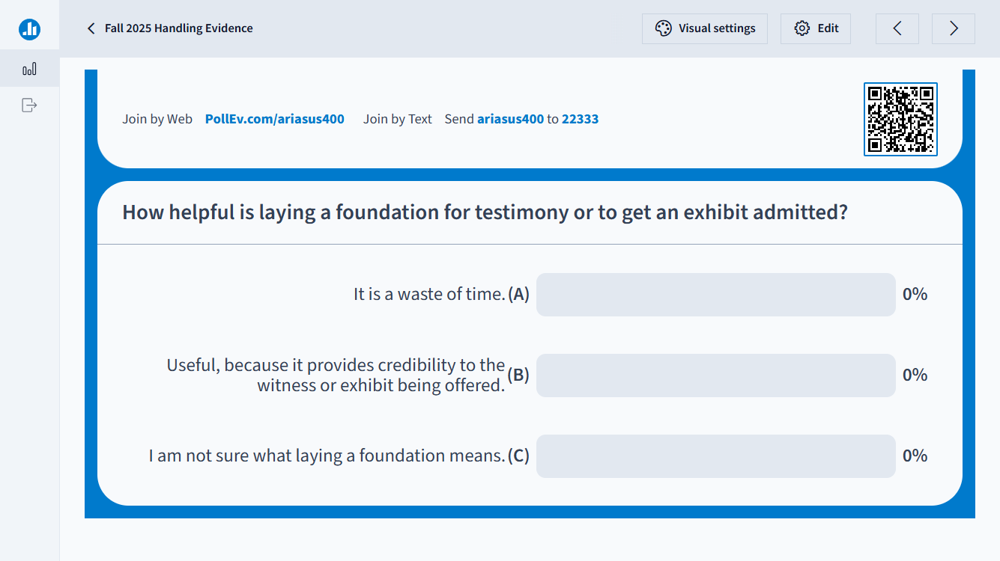 Fall 2025 Handling Evidence
Visual settings
Edit
Join by Web PollEv.com/ariasus400 Join by Text Send ariasus400 to 22333
How helpful is laying a foundation for testimony or to get an exhibit admitted?
It is a waste of time. (A) 0%
Useful, because it provides credibility to the
witness or exhibit being offered. (B) 0%
I am not sure what laying a foundation means. (C) 0%